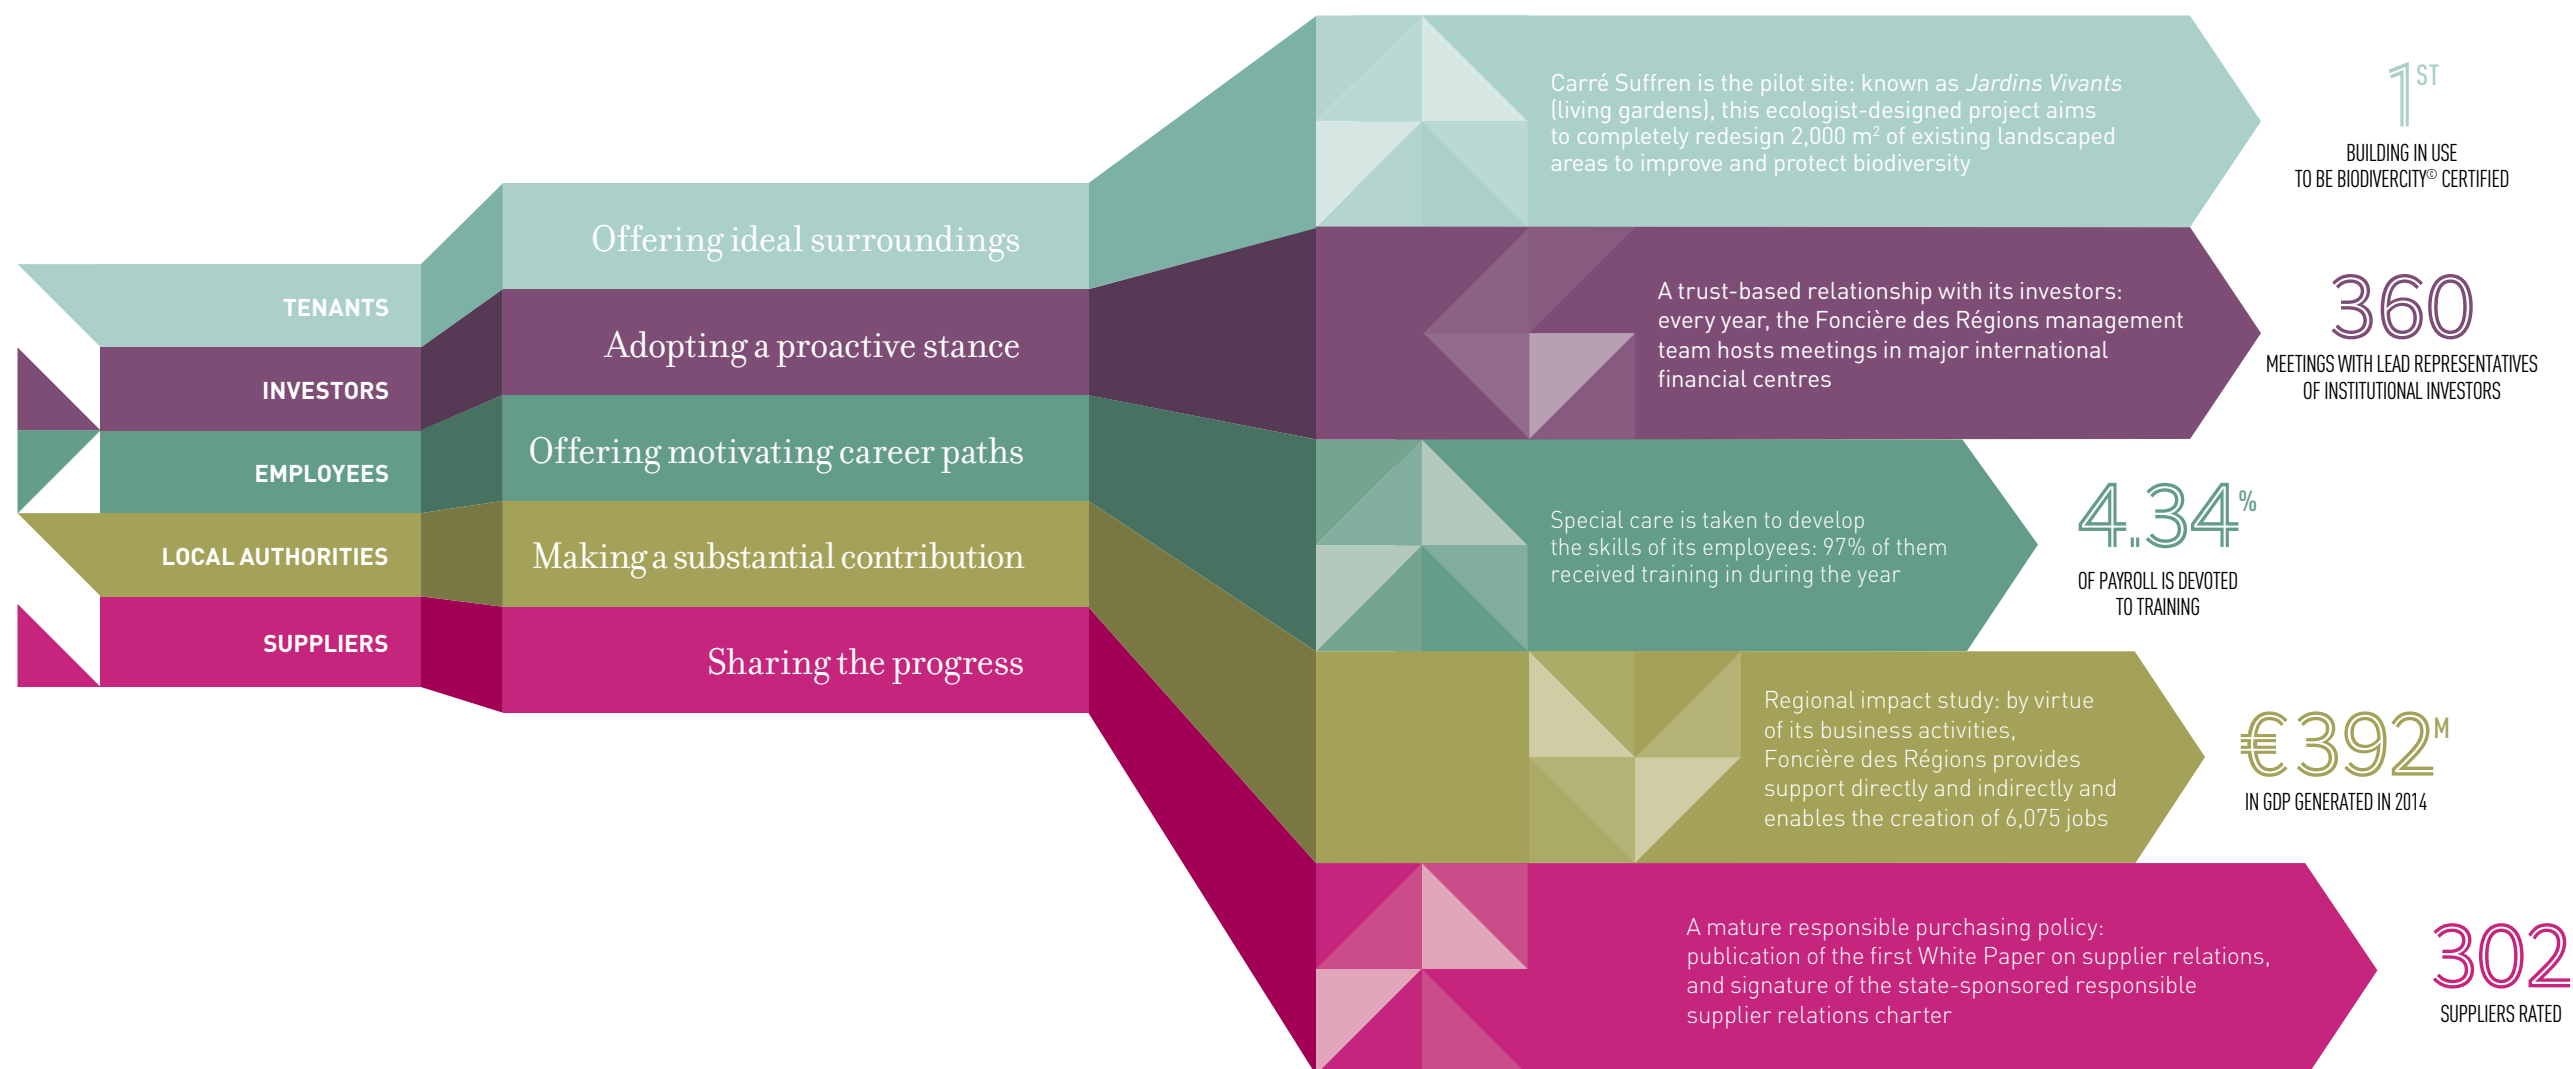 TENANTS
Offering ideal surroundings
Carré Suffren is the pilot site: known as Jardins Vivants
(living gardens), this ecologist-designed project aims
to completely redesign 2,000 m² of existing landscaped
areas to improve and protect biodiversity
1ST
BUILDING IN USE
TO BE BIODIVERCITY© CERTIFIED
INVESTORS
Adopting a proactive stance
A trust-based relationship with its investors:
every year, the Foncière des Régions management
team hosts meetings in major international
financial centres
360
MEETINGS WITH LEAD REPRESENTATIVES
OF INSTITUTIONAL INVESTORS
EMPLOYEES
Offering motivating career paths
Special care is taken to develop
the skills of its employees: 97% of them
received training in during the year
4.34%
OF PAYROLL IS DEVOTED
TO TRAINING
LOCAL AUTHORITIES
Making a substantial contribution
Regional impact study: by virtue
of its business activities,
Foncière des Régions provides
support directly and indirectly and
enables the creation of 6,075 jobs
€392M
IN GDP GENERATED IN 2014
SUPPLIERS
Sharing the progress
A mature responsible purchasing policy:
publication of the first White Paper on supplier relations,
and signature of the state-sponsored responsible
supplier relations charter
302
SUPPLIERS RATED